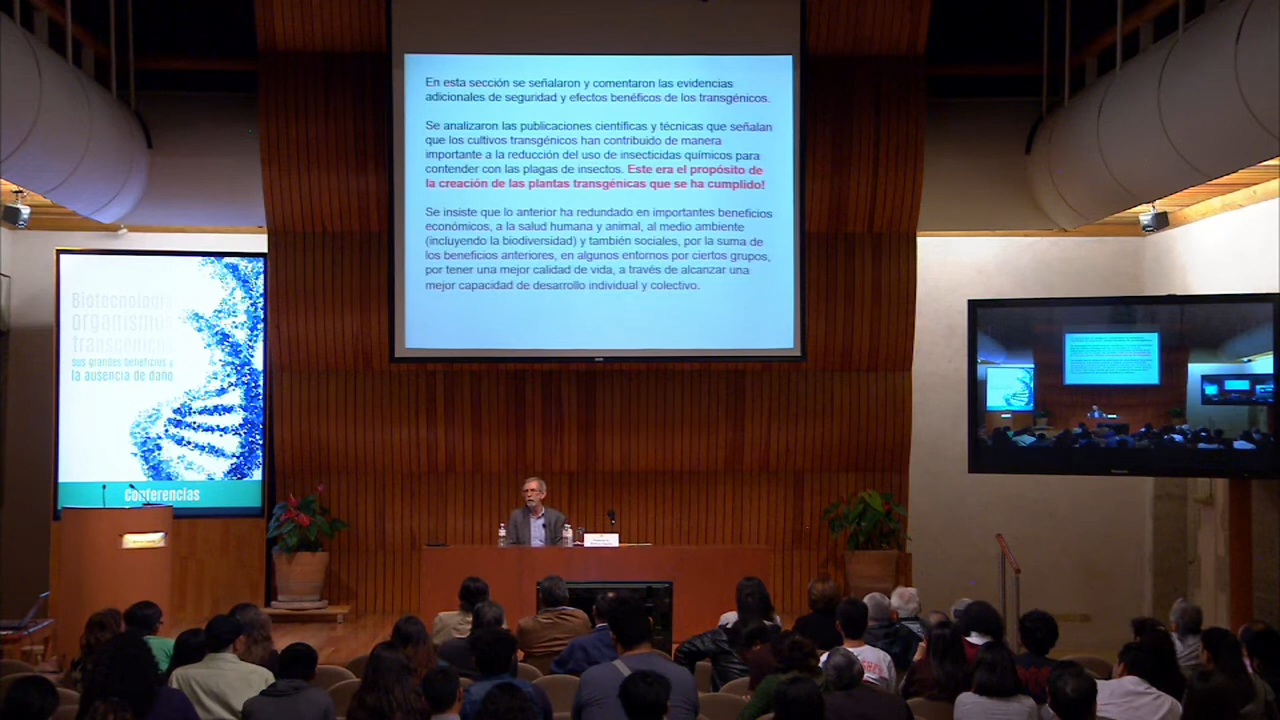 En esta sección se señalaron y comentaron las evidencias
adicionales de seguridad y efectos benéficos de los transgénicos.
Se analizaron las publicaciones científicas y técnicas que señalan
que los cultivos transgénicos han contribuido de manera
importante a la reducción del uso de insecticidas químicos para
contender con las plagas de insectos. Este era el propósito de
la creación de las plantas transgénicas que se ha cumplido!
Se insiste que lo anterior ha redundado en importantes beneficios
económicos, a la salud humana y animal, al medio ambiente
(incluyendo la biodiversidad) y también sociales, por la suma de
los beneficios anteriores, en algunos entornos por ciertos grupos,
por tener una mejor calidad de vida, a través de alcanzar una
mejor capacidad de desarrollo individual y colectivo.
Biotecnología
organismos
transgénicos
sus grandes beneficios y
la ausencia de daño
Conferencias